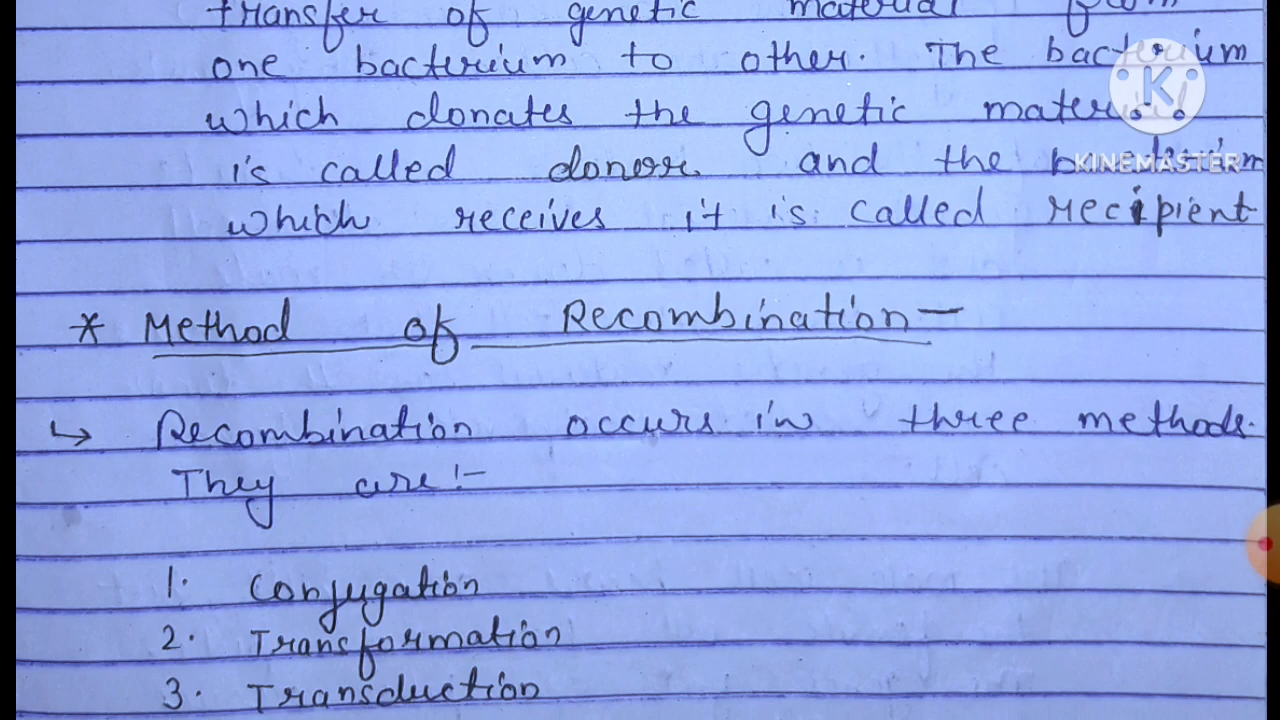 transfer of genetic material from
one bacterium to other. The bacterium
which donates the genetic material
is called donor. and the bacterium
which receives it is called recipient
* Method of Recombination -
↳ Recombination occurs in three methods.
They are:-
1. Conjugation
2. Transformation
3. Transduction
K
KINEMASTER